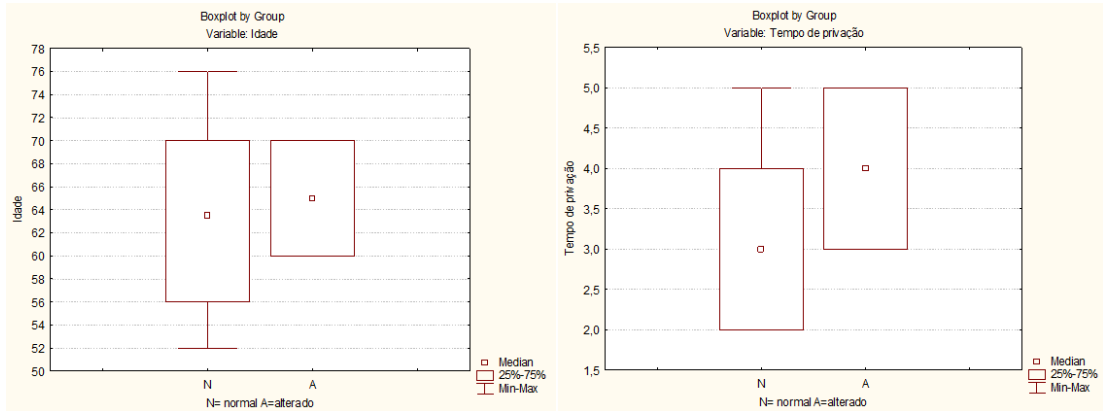 Boxplot by Group
Variable: Idade
78
76
74
72
70
68
66
64
62
60
58
56
54
52
50
Idade
N A
N= normal A=alterado
Median
25%-75%
Min-Max
Boxplot by Group
Variable: Tempo de privação
5,5
5,0
4,5
4,0
3,5
3,0
2,5
2,0
1,5
Tempo de privação
N A
N= normal A=alterado
Median
25%-75%
Min-Max